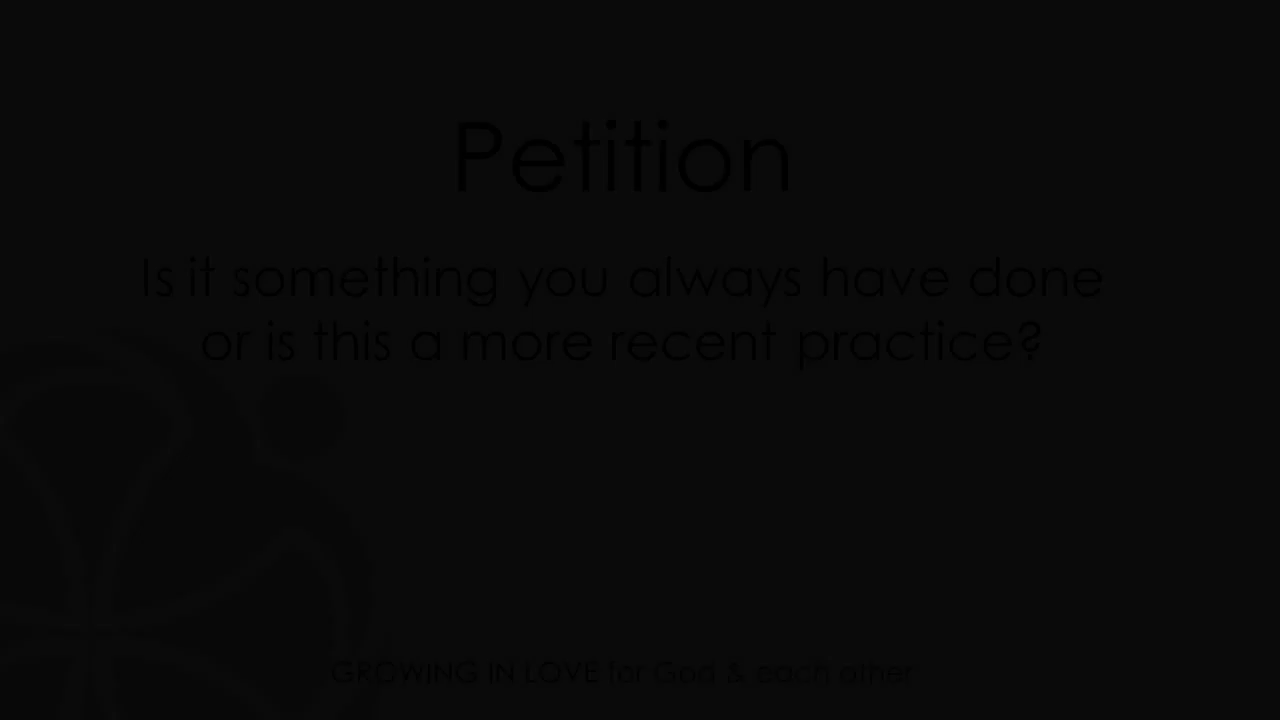 Petition
Is it something you always have done
or is this a more recent practice?
GROWING IN LOVE for God & each other